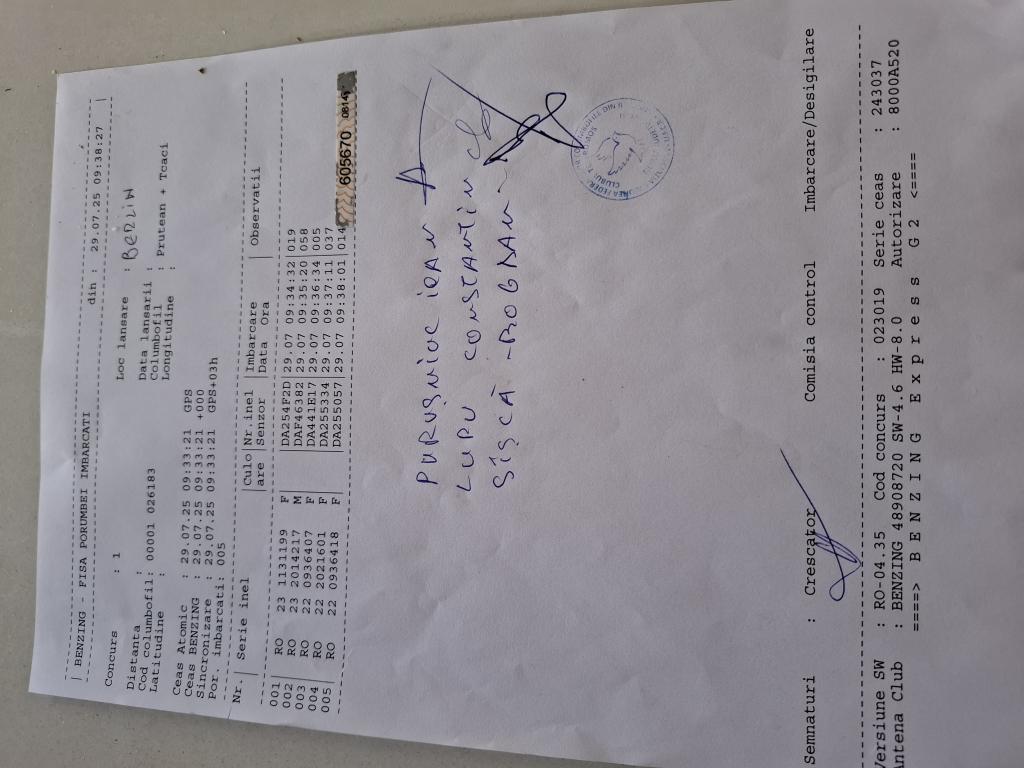 | BENZING - FISA PORUMBEI IMBARCATI din : 29.07.25 09:38:27 |
Concurs : 1 Loc lansare : BERLIN
Distanta : Data lansarii :
Cod columbofil: 00001 026183 Columbofil : Prutean + Tcaci
Latitudine : Longitudine :
Ceas Atomic : 29.07.25 09:33:21 GPS
Ceas BENZING : 29.07.25 09:33:21 +000
Sincronizare : 29.07.25 09:33:21 GPS+03h
Por. imbarcati: 005
Nr.| Serie inel |Culo|Nr.inel |Imbarcare | Observatii
|are |Senzor |Data Ora |
001| RO 23 1131199 F | |DA254F2D|29.07 09:34:32|019
002| RO 23 2014217 M | |DAF46382|29.07 09:35:20|058
003| RO 22 0936407 F | |DA441E17|29.07 09:36:34|005
004| RO 22 2021601 F | |DA255334|29.07 09:37:11|037
005| RO 22 0936418 F | |DA255057|29.07 09:38:01|014
605670
LUPU CONSTANTIN
SÎSCĂ BOGDAN
Semnaturi : Crescator Comisia control Imbarcare/Desigilare
Versiune SW : RO-04.35 Cod concurs : 023019 Serie ceas : 243037
Antena Club : BENZING 48908720 SW-4.6 HW-8.0 Autorizare : 8000A520
====> B E N Z I N G E x p r e s s G 2 <====